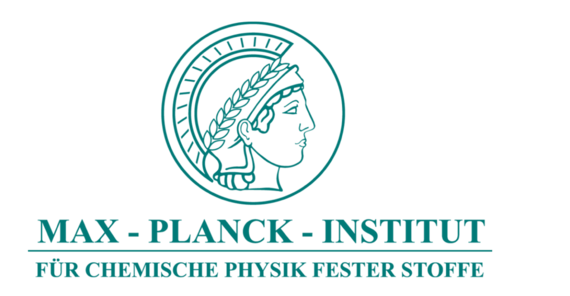 MAX - PLANCK - INSTITUT
FÜR CHEMISCHE PHYSIK FESTER STOFFE